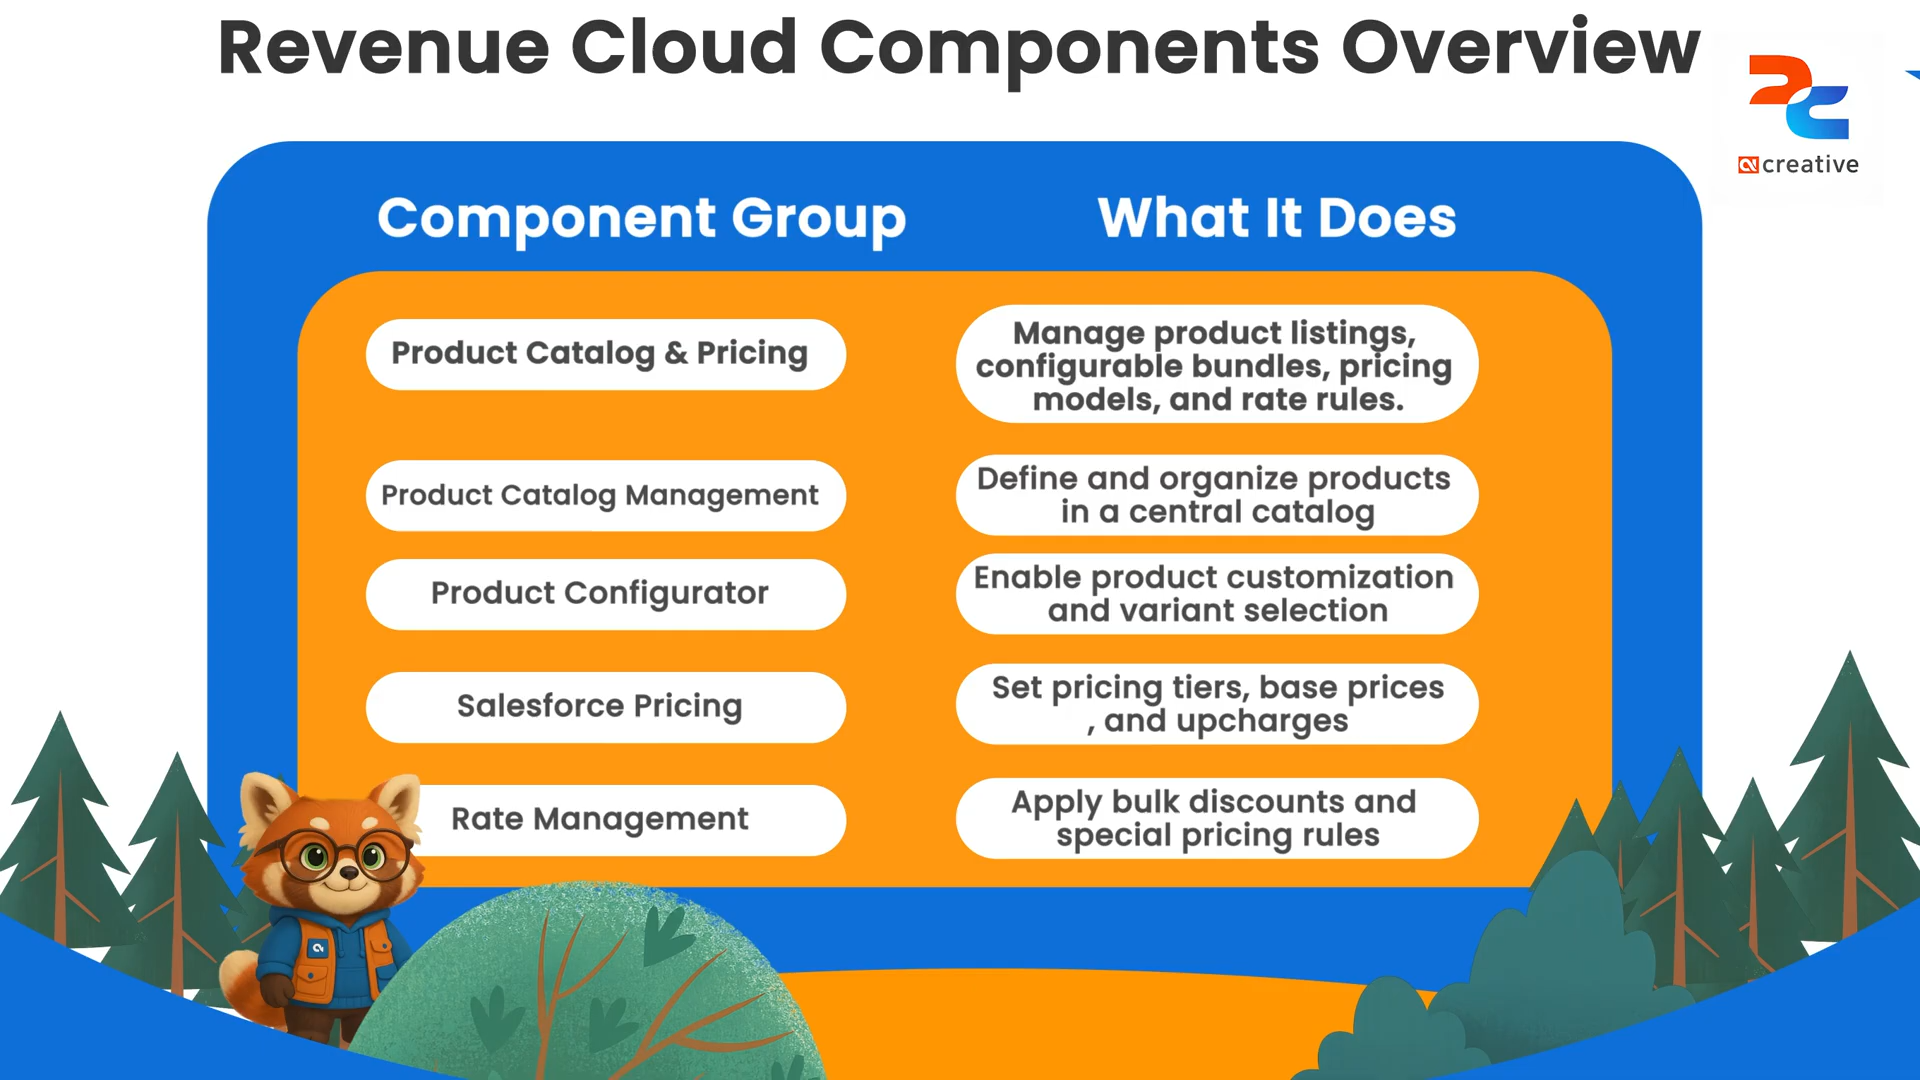 Revenue Cloud Components Overview
creative
Component Group
What It Does
Product Catalog & Pricing
Manage product listings,
configurable bundles, pricing
models, and rate rules.
Product Catalog Management
Define and organize products
in a central catalog
Product Configurator
Enable product customization
and variant selection
Salesforce Pricing
Set pricing tiers, base prices
, and upcharges
Rate Management
Apply bulk discounts and
special pricing rules